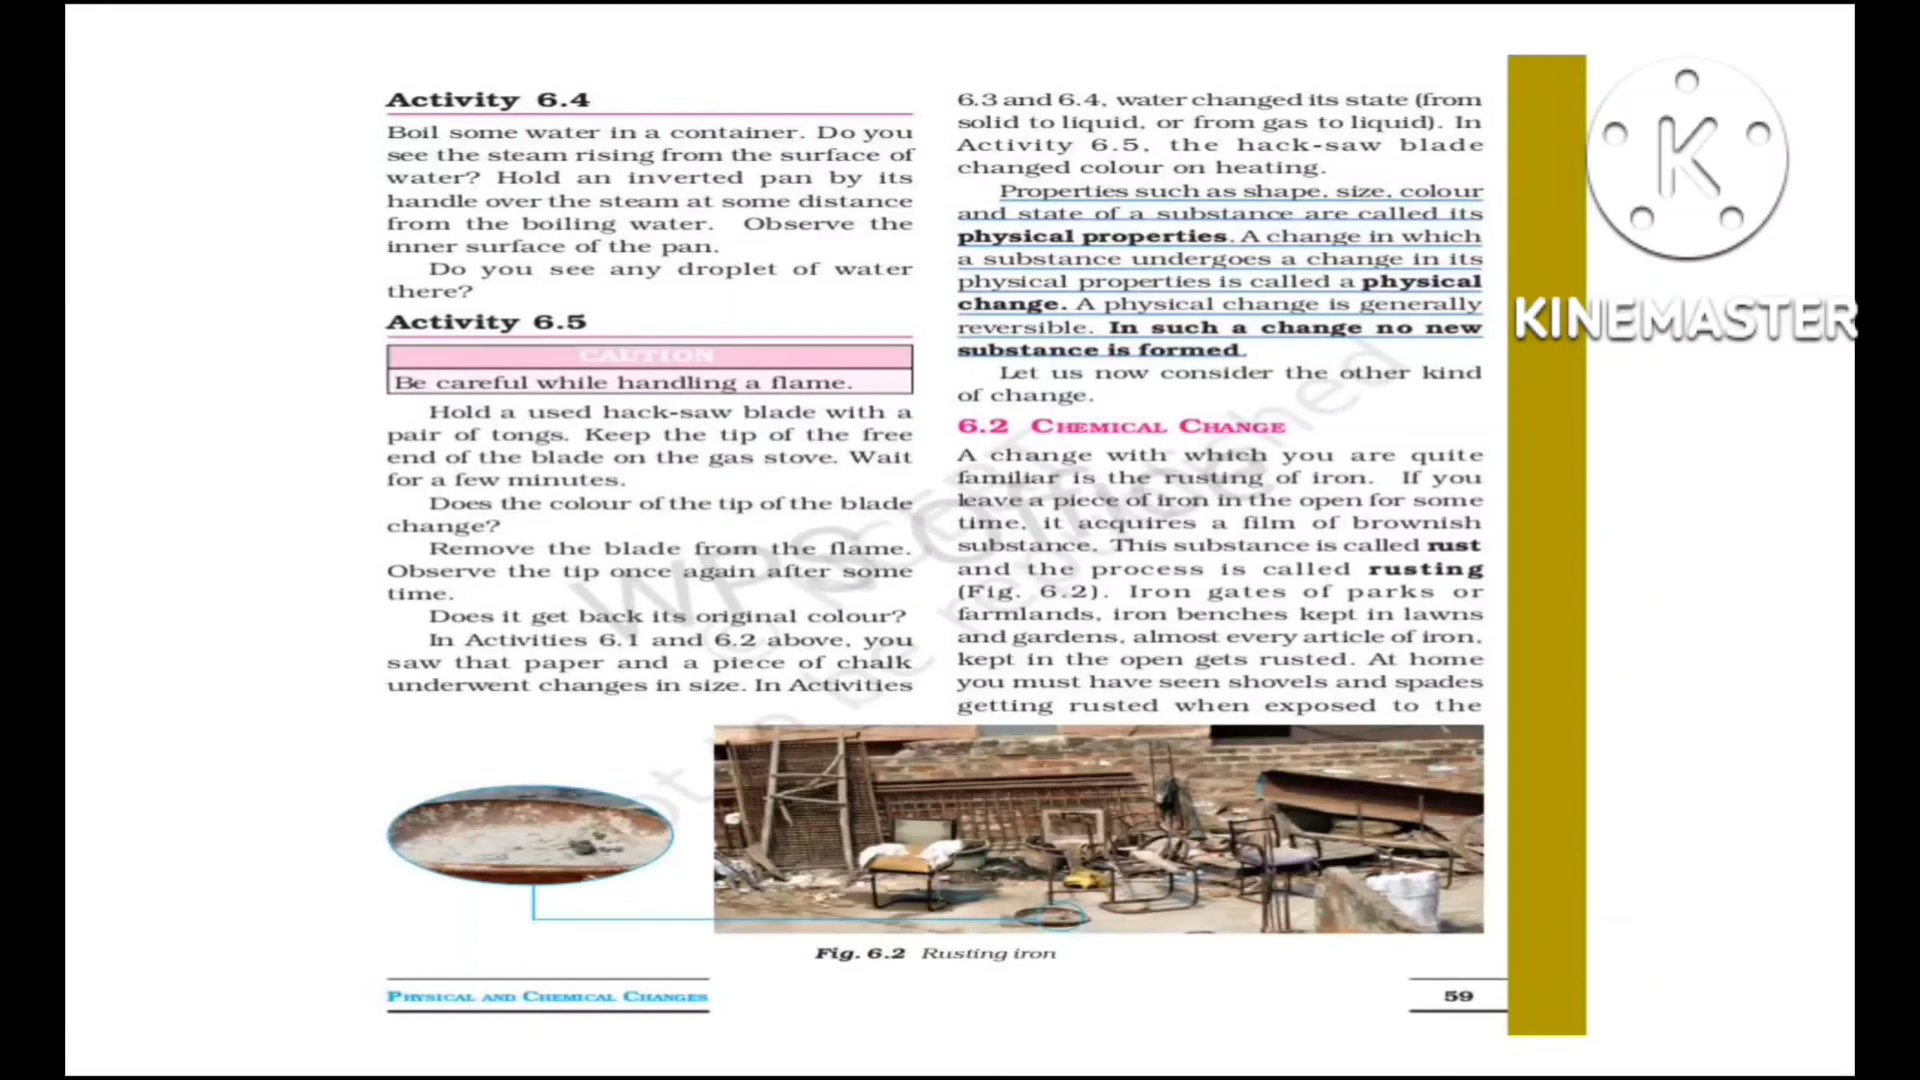 Activity 6.4
Boil some water in a container. Do you
see the steam rising from the surface of
water? Hold an inverted pan by its
handle over the steam at some distance
from the boiling water. Observe the
inner surface of the pan.
Do you see any droplet of water
there?
Activity 6.5
CAUTION
Be careful while handling a flame.
Hold a used hack-saw blade with a
pair of tongs. Keep the tip of the free
end of the blade on the gas stove. Wait
for a few minutes.
Does the colour of the tip of the blade
change?
Remove the blade from the flame.
Observe the tip once again after some
time.
Does it get back its original colour?
In Activities 6.1 and 6.2 above, you
saw that paper and a piece of chalk
underwent changes in size. In Activities
6.3 and 6.4, water changed its state (from
solid to liquid, or from gas to liquid). In
Activity 6.5, the hack-saw blade
changed colour on heating.
Properties such as shape, size, colour
and state of a substance are called its
physical properties. A change in which
a substance undergoes a change in its
physical properties is called a physical
change. A physical change is generally
reversible. In such a change no new
substance is formed.
Let us now consider the other kind
of change.
6.2 CHEMICAL CHANGE
A change with which you are quite
familiar is the rusting of iron. If you
leave a piece of iron in the open for some
time, it acquires a film of brownish
substance. This substance is called rust
and the process is called rusting
(Fig. 6.2). Iron gates of parks or
farmlands, iron benches kept in lawns
and gardens, almost every article of iron,
kept in the open gets rusted. At home
you must have seen shovels and spades
getting rusted when exposed to the
Fig. 6.2 Rusting iron
PHYSICAL AND CHEMICAL CHANGES
59
K
KINEMASTER
WPS Office